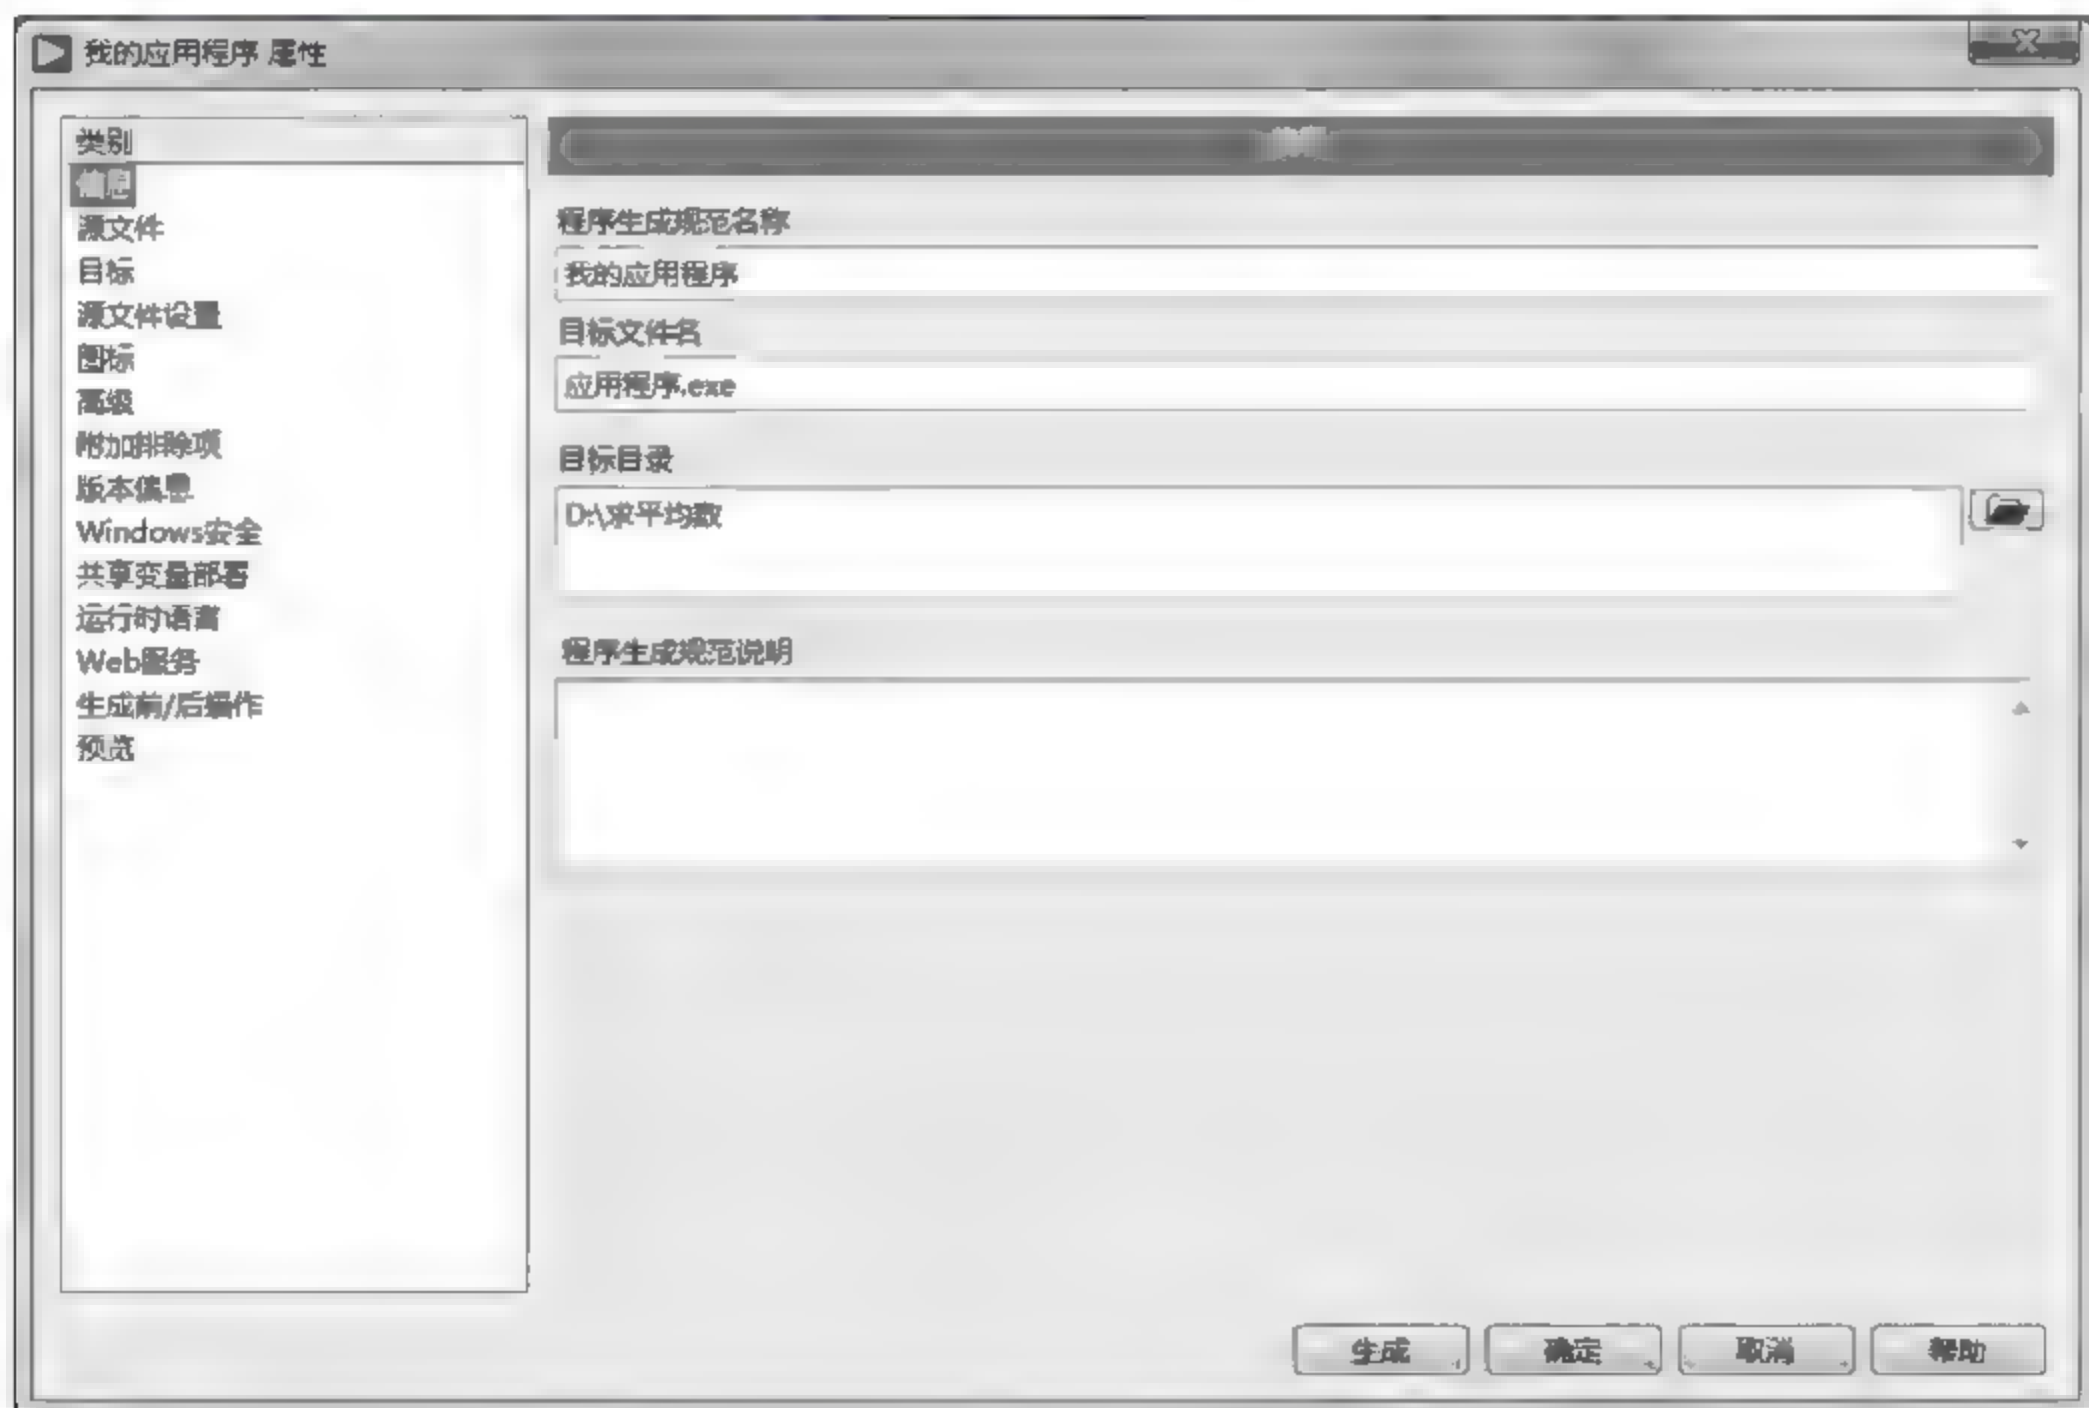 我的应用程序 属性
类别
信息
源文件
目标
源文件设置
图标
高级
附加排除项
版本信息
Windows安全
共享变量部署
运行时语言
Web服务
生成前/后操作
预览
程序生成规范名称
我的应用程序
目标文件名
应用程序.exe
目标目录
D:\求平均数
程序生成规范说明
生成
确定
取消
帮助